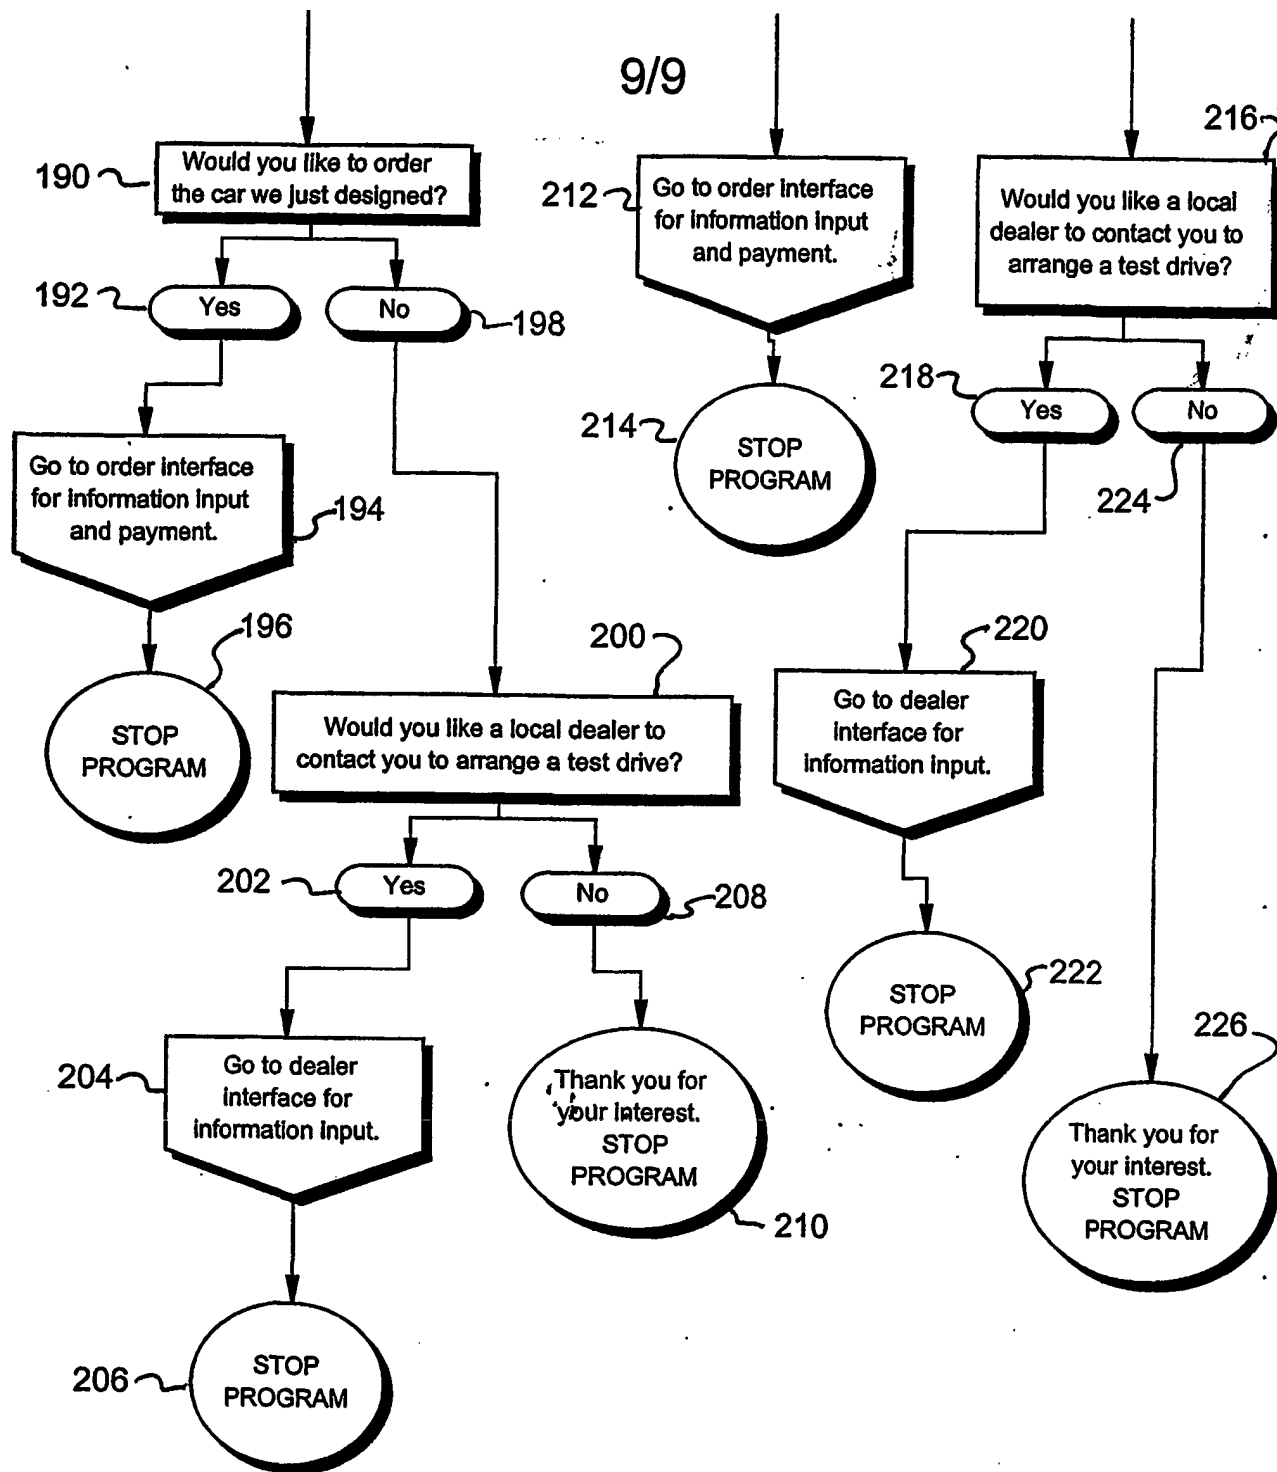 9/9
190
Would you like to order
the car we just designed?
192
Yes
No
198
Go to order interface
for information input
and payment.
194
196
STOP
PROGRAM
200
Would you like a local dealer to
contact you to arrange a test drive?
202
Yes
No
208
204
Go to dealer
interface for
information input.
Thank you for
your interest.
STOP
PROGRAM
210
206
STOP
PROGRAM
212
Go to order interface
for information input
and payment.
214
STOP
PROGRAM
216
Would you like a local
dealer to contact you to
arrange a test drive?
218
Yes
No
224
220
Go to dealer
interface for
information input.
222
STOP
PROGRAM
226
Thank you for
your interest.
STOP
PROGRAM